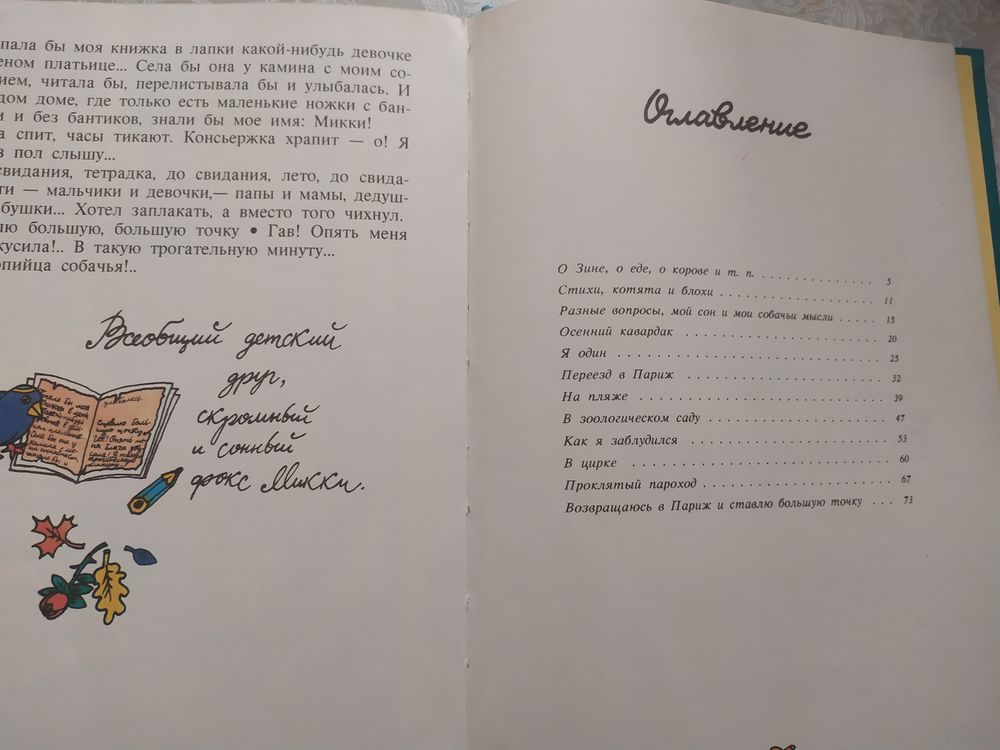 пала бы моя книжка в лапки какой-нибудь девочке
ном платьице... Села бы она у камина с моим со-
ием, читала бы, перелистывала бы и улыбалась. И
дом доме, где только есть маленькие ножки с бан-
и и без бантиков, знали бы мое имя: Микки!
а спит, часы тикают. Консьержка храпит — о! Я
з пол слышу...
свидания, тетрадка, до свидания, лето, до свида-
ти — мальчики и девочки,— папы и мамы, дедуш-
бушки... Хотел заплакать, а вместо того чихнул.
лю большую, большую точку • Гав! Опять меня
кусила!.. В такую трогательную минуту...
опийца собачья!..
Всеобщий детский
друг,
скромный
и сонный
фокс Микки.
Оглавление
О Зине, о еде, о корове и т. п. . . . . . . . . . . . . 5
Стихи, котята и блохи . . . . . . . . . . . . . . . . 11
Разные вопросы, мой сон и мои собачьи мысли . . . . . 15
Осенний кавардак . . . . . . . . . . . . . . . . . . 20
Я один . . . . . . . . . . . . . . . . . . . . . . . 25
Переезд в Париж . . . . . . . . . . . . . . . . . . 32
На пляже . . . . . . . . . . . . . . . . . . . . . . 39
В зоологическом саду . . . . . . . . . . . . . . . . 47
Как я заблудился . . . . . . . . . . . . . . . . . . 53
В цирке . . . . . . . . . . . . . . . . . . . . . . 60
Проклятый пароход . . . . . . . . . . . . . . . . . 67
Возвращаюсь в Париж и ставлю большую точку . . . 73